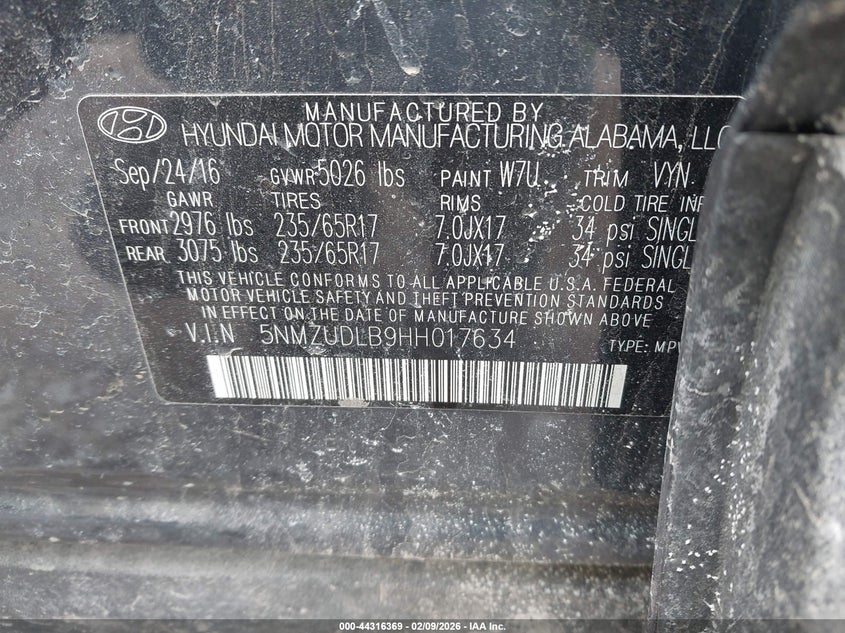 MANUFACTURED BY
HYUNDAI MOTOR MANUFACTURING ALABAMA, LLC
Sep/24/16 GVWR 5026 lbs PAINT W7U TRIM VYN
GAWR TIRES RIMS COLD TIRE INF
FRONT 2976 lbs 235/65R17 7.0JX17 34 psi SINGL
REAR 3075 lbs 235/65R17 7.0JX17 34 psi SINGL
THIS VEHICLE CONFORMS TO ALL APPLICABLE U.S.A. FEDERAL
MOTOR VEHICLE SAFETY AND THEFT PREVENTION STANDARDS
IN EFFECT ON THE DATE OF MANUFACTURE SHOWN ABOVE
V.I.N 5NMZUDLB9HH017634 TYPE: MPV
000-44316369 - 02/09/2026 - IAA Inc.